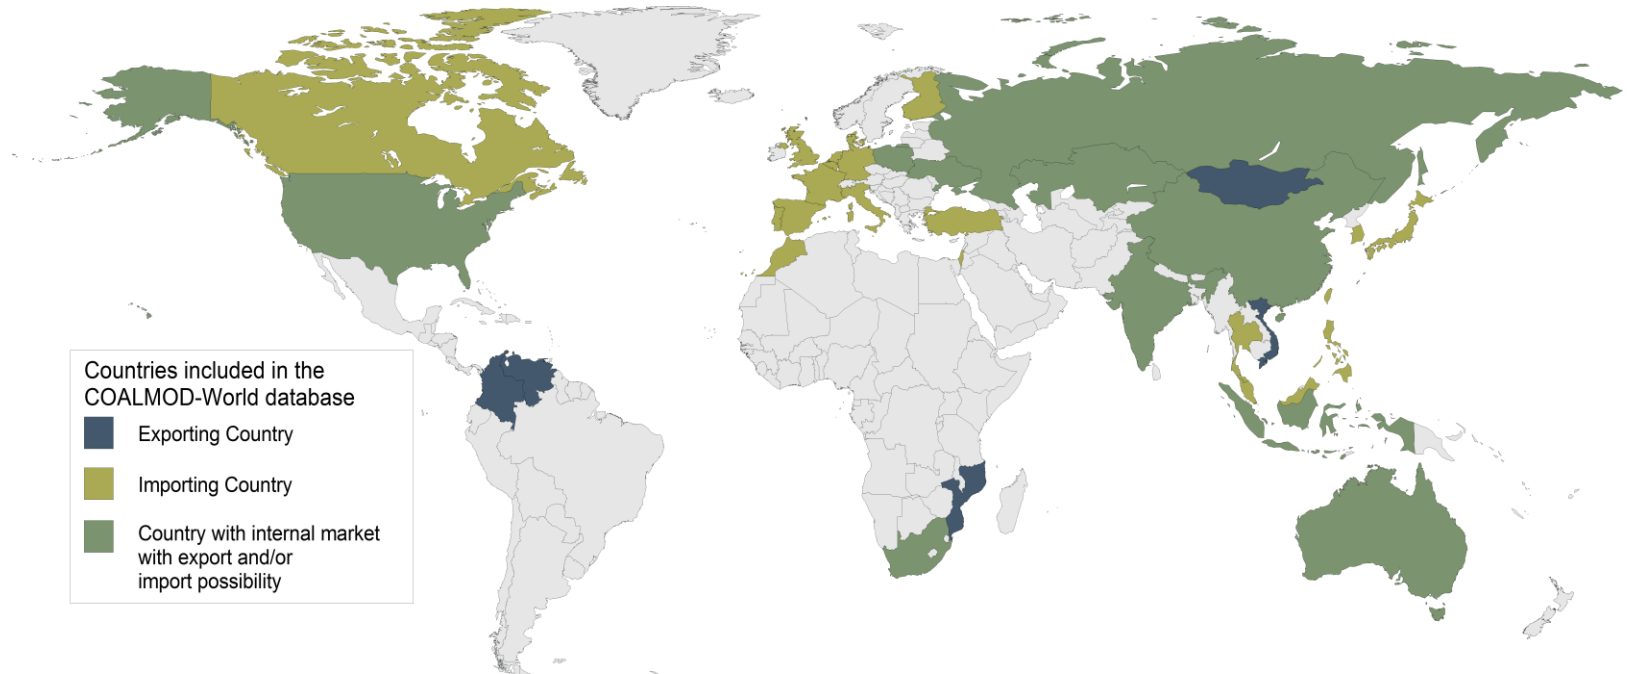 Countries included in the
COALMOD-World database
Exporting Country
Importing Country
Country with internal market
with export and/or
import possibility